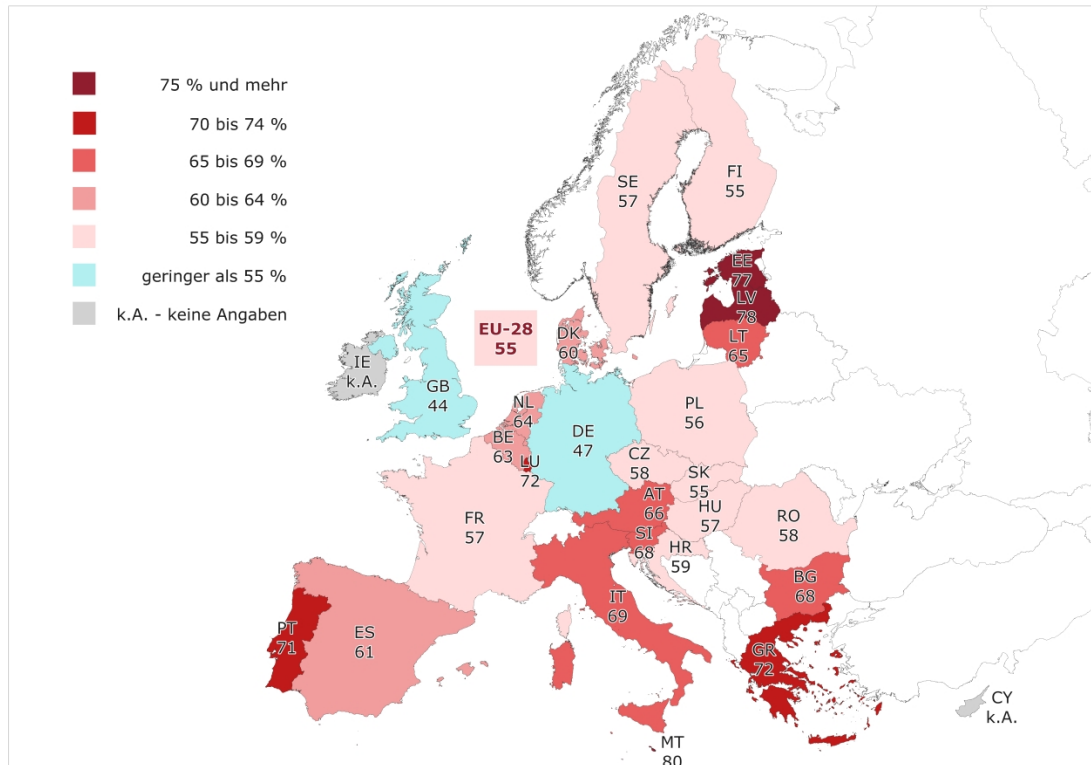 75 % und mehr
70 bis 74 %
65 bis 69 %
60 bis 64 %
55 bis 59 %
geringer als 55 %
k.A. - keine Angaben
EU-28
55
SE
57
FI
55
EE
77
LV
78
LT
65
DK
60
IE
k.A.
GB
44
NL
64
BE
63
LU
72
DE
47
PL
56
CZ
58
SK
55
AT
66
HU
57
SI
68
HR
59
RO
58
FR
57
BG
68
IT
69
PT
71
ES
61
GR
72
CY
k.A.
MT
80